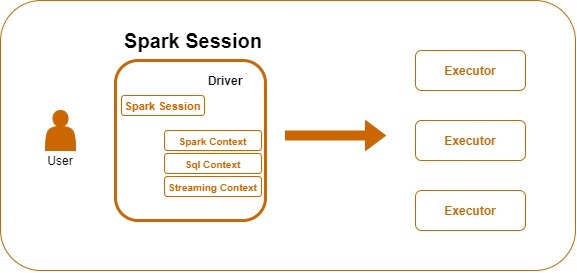 Spark Session
Driver
Spark Session
Spark Context
Sql Context
Streaming Context
User
Executor
Executor
Executor